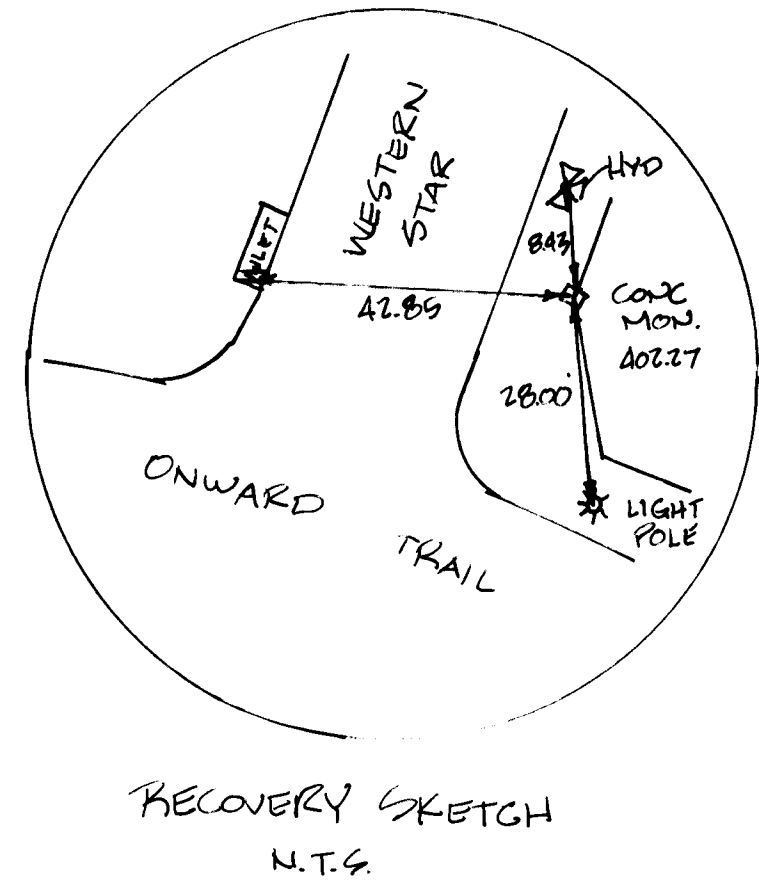 WESTERN
STAR
HYD
INLET
8.43
42.85
CONC
MON.
402.27
28.00'
ONWARD
TRAIL
LIGHT
POLE
RECOVERY SKETCH
N.T.S.